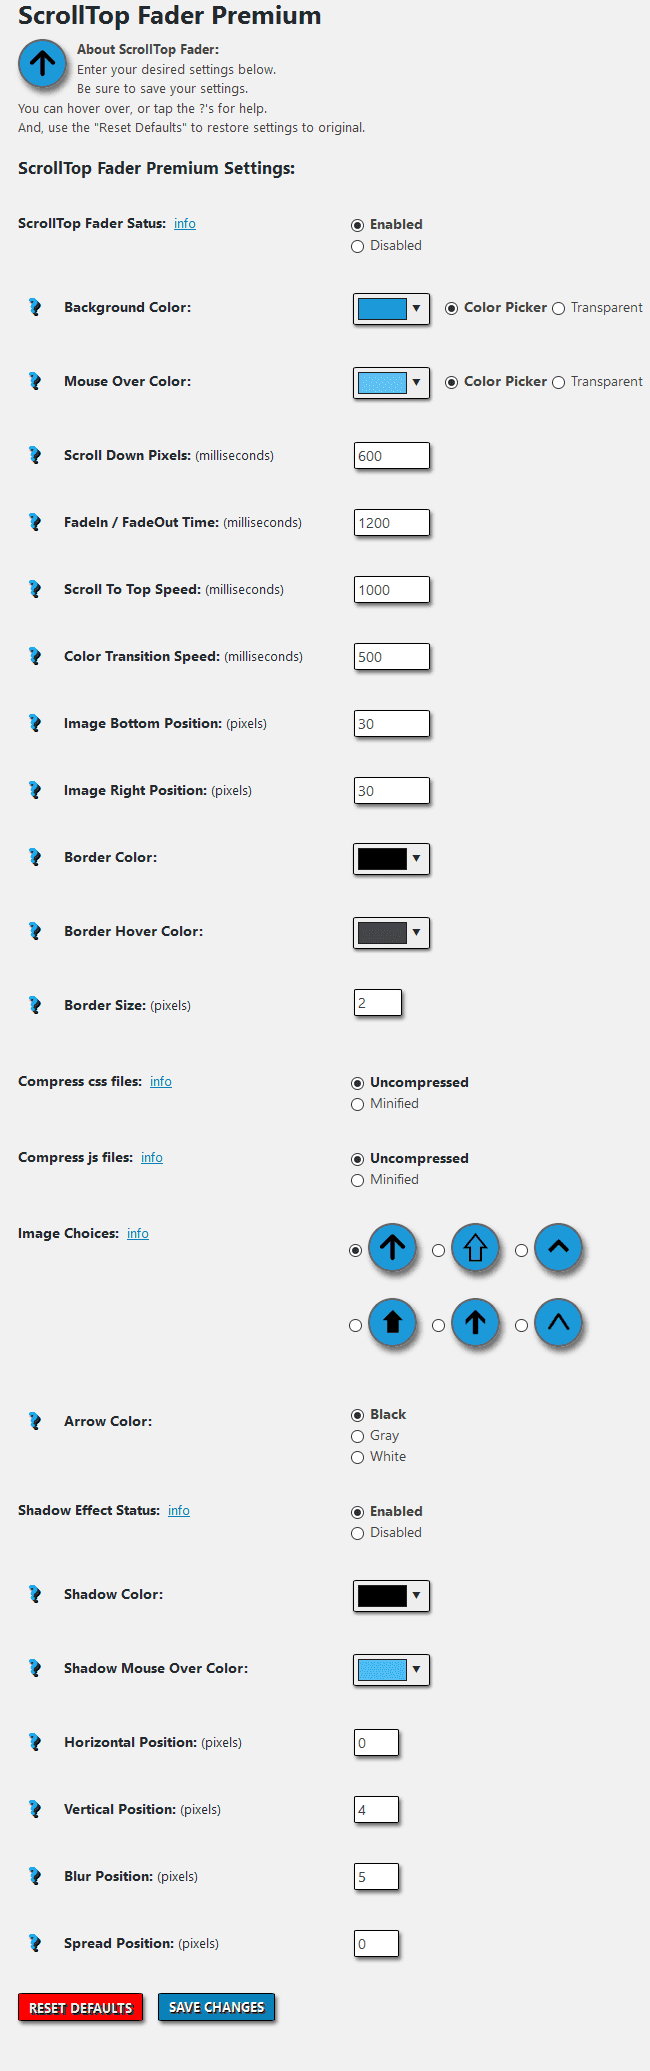 ScrollTop Fader Premium
About ScrollTop Fader:
Enter your desired settings below.
Be sure to save your settings.
You can hover over, or tap the ?'s for help.
And, use the "Reset Defaults" to restore settings to original.
ScrollTop Fader Premium Settings:
ScrollTop Fader Satus: info
Enabled
Disabled
Background Color: Color Picker Transparent
Mouse Over Color: Color Picker Transparent
Scroll Down Pixels: (milliseconds) 600
FadeIn / FadeOut Time: (milliseconds) 1200
Scroll To Top Speed: (milliseconds) 1000
Color Transition Speed: (milliseconds) 500
Image Bottom Position: (pixels) 30
Image Right Position: (pixels) 30
Border Color:
Border Hover Color:
Border Size: (pixels) 2
Compress css files: info
Uncompressed
Minified
Compress js files: info
Uncompressed
Minified
Image Choices: info
Arrow Color:
Black
Gray
White
Shadow Effect Status: info
Enabled
Disabled
Shadow Color:
Shadow Mouse Over Color:
Horizontal Position: (pixels) 0
Vertical Position: (pixels) 4
Blur Position: (pixels) 5
Spread Position: (pixels) 0
RESET DEFAULTS SAVE CHANGES